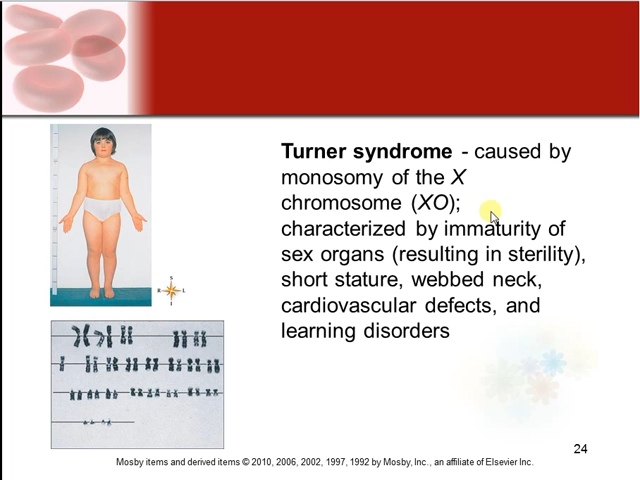 Turner syndrome - caused by
monosomy of the X
chromosome (XO);
characterized by immaturity of
sex organs (resulting in sterility),
short stature, webbed neck,
cardiovascular defects, and
learning disorders
S
R L
I
24
Mosby items and derived items © 2010, 2006, 2002, 1997, 1992 by Mosby, Inc., an affiliate of Elsevier Inc.